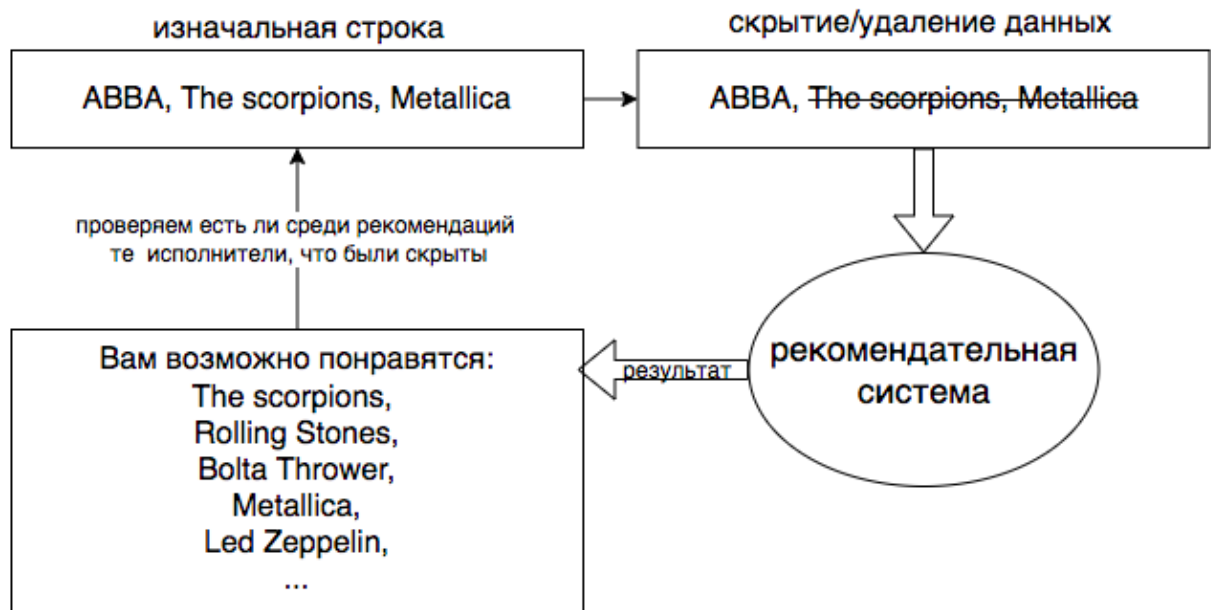 изначальная строка
ABBA, The scorpions, Metallica
скрытие/удаление данных
ABBA, The scorpions, Metallica
рекомендательная
система
результат
Вам возможно понравятся:
The scorpions,
Rolling Stones,
Bolta Thrower,
Metallica,
Led Zeppelin,
...
проверяем есть ли среди рекомендаций
те исполнители, что были скрыты